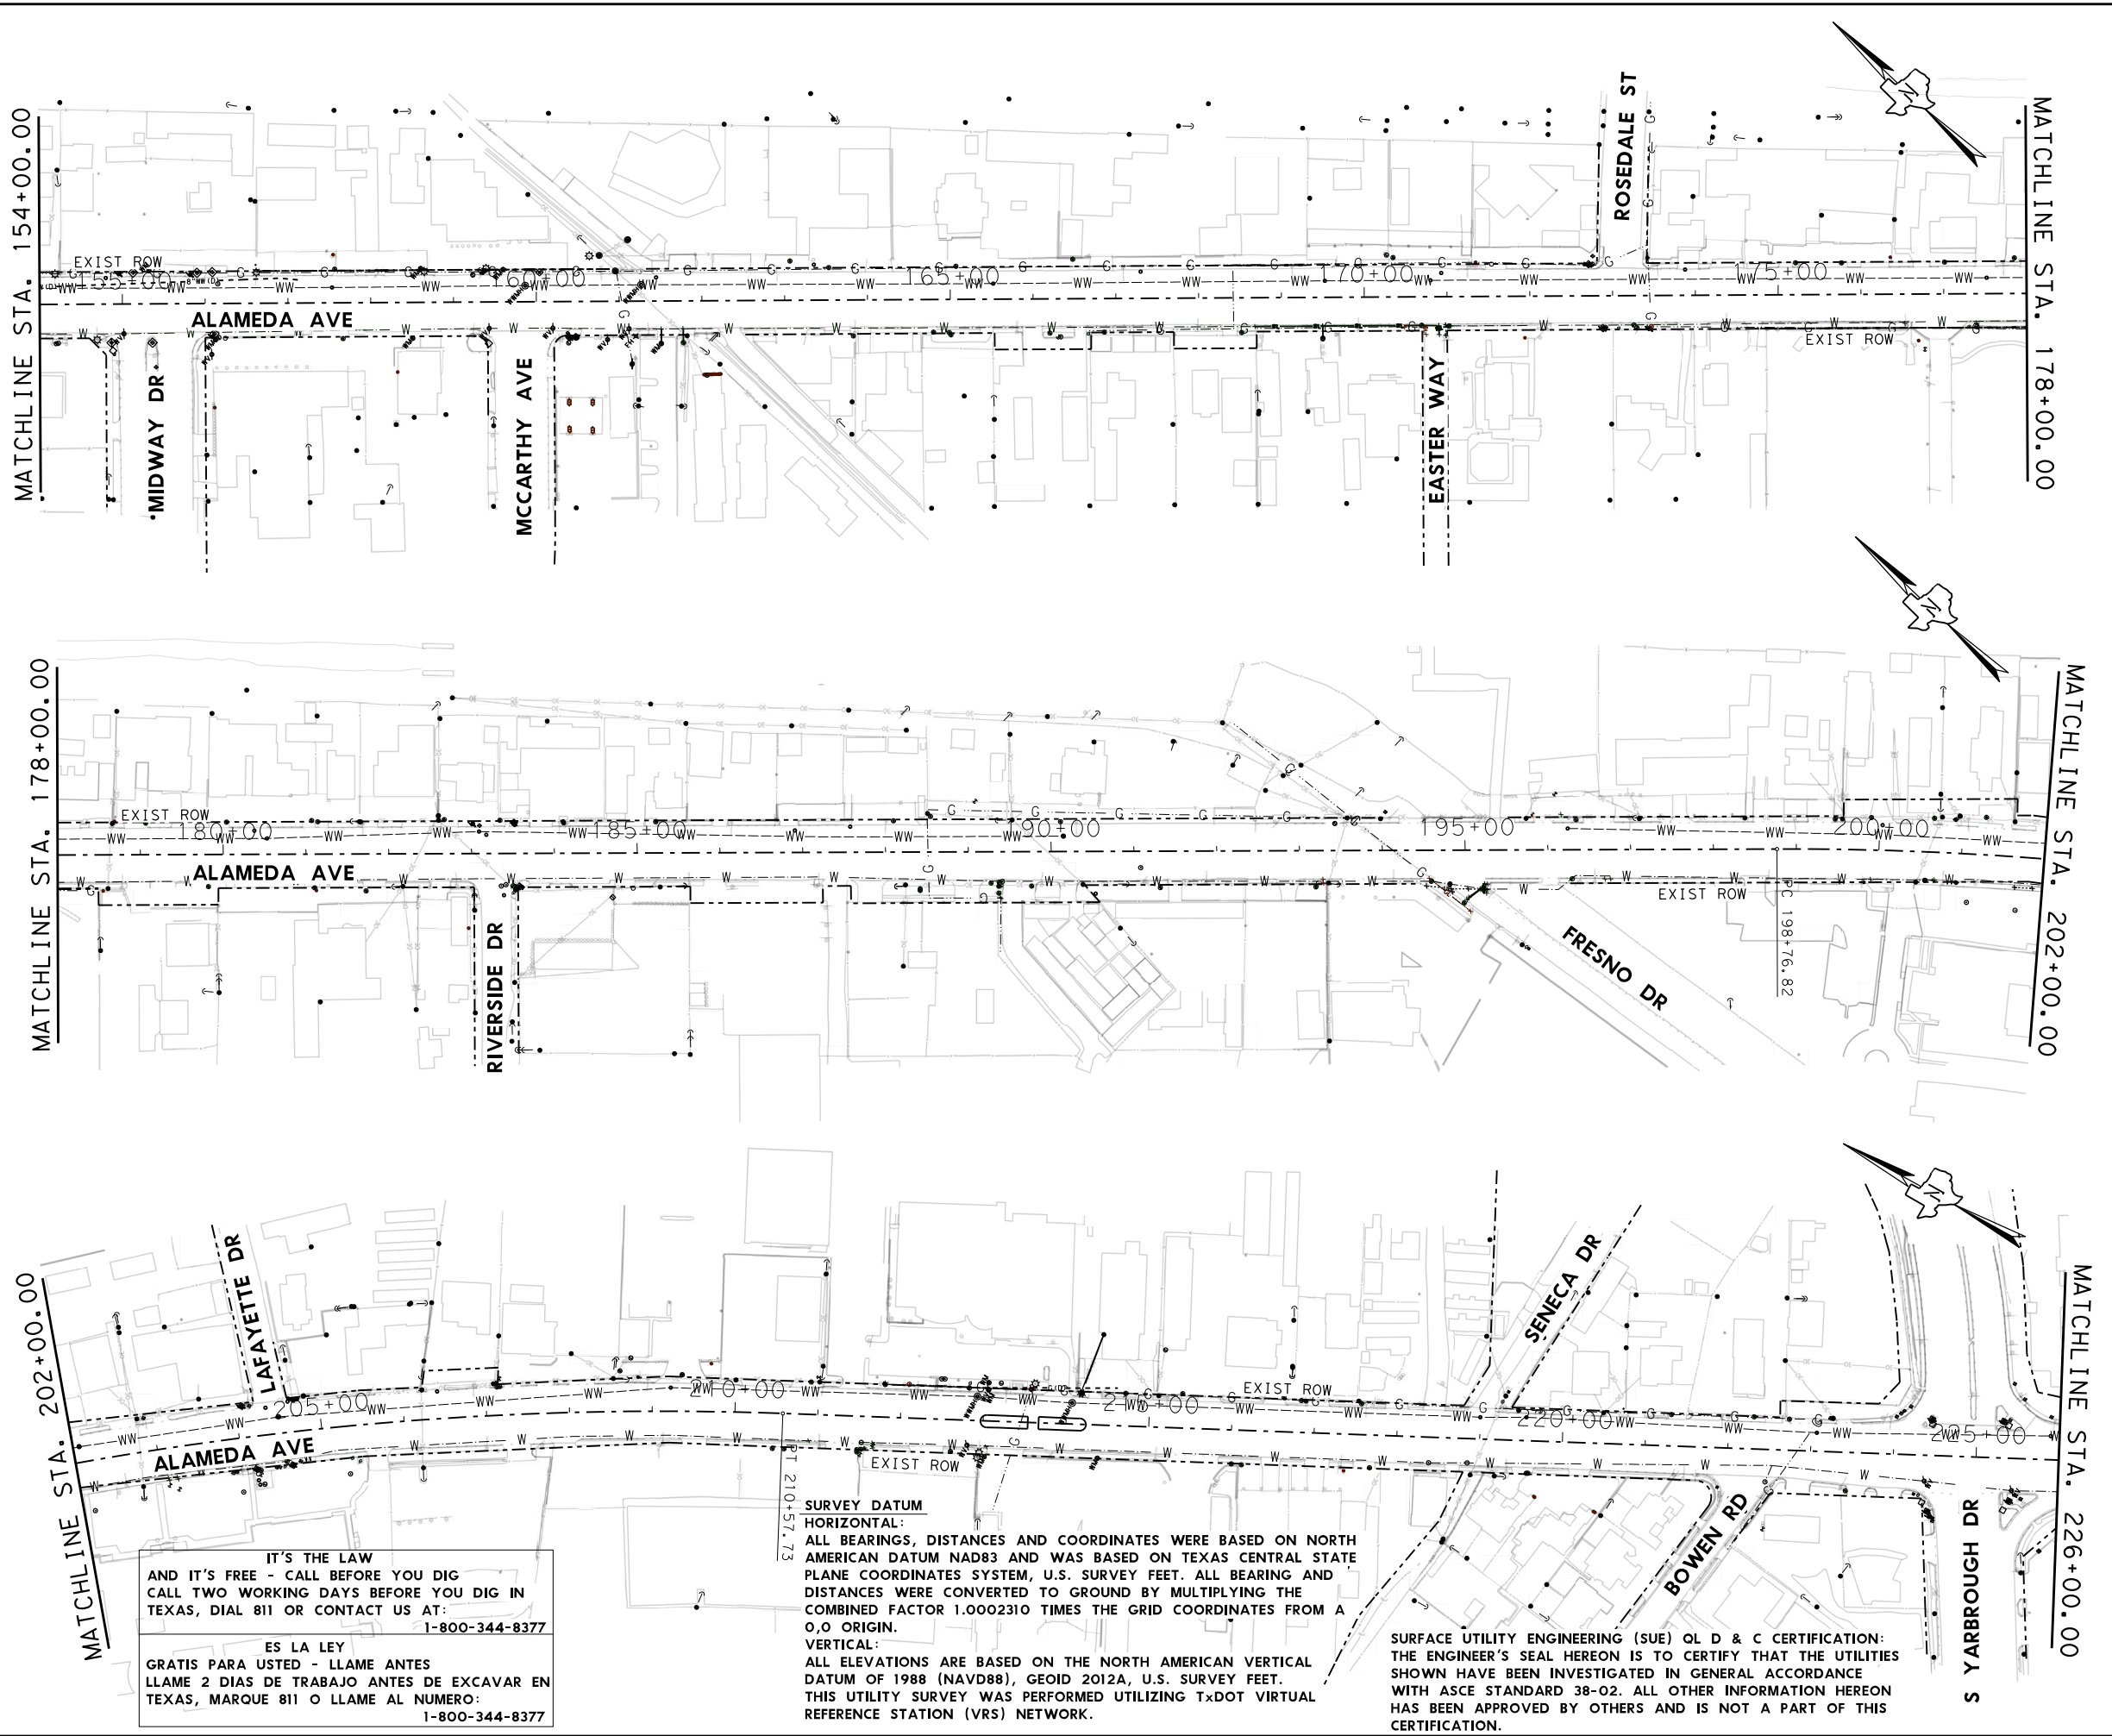 MATCHLINE STA. 154+00.00
EXIST ROW
155+00
160+00
165+00
170+00
175+00
ALAMEDA AVE
MIDWAY DR
MCCARTHY AVE
EASTER WAY
ROSEDALE ST
EXIST ROW
N
MATCHLINE STA. 178+00.00
MATCHLINE STA. 178+00.00
EXIST ROW
180+00
185+00
190+00
195+00
200+00
ALAMEDA AVE
RIVERSIDE DR
FRESNO DR
EXIST ROW
PC 198+76.82
N
MATCHLINE STA. 202+00.00
MATCHLINE STA. 202+00.00
LAFAYETTE DR
205+00
210+00
215+00
220+00
225+00
ALAMEDA AVE
EXIST ROW
EXIST ROW
PT 210+57.73
SENECA DR
BOWEN RD
S YARBROUGH DR
N
MATCHLINE STA. 226+00.00
IT'S THE LAW
AND IT'S FREE - CALL BEFORE YOU DIG
CALL TWO WORKING DAYS BEFORE YOU DIG IN
TEXAS, DIAL 811 OR CONTACT US AT:
1-800-344-8377
ES LA LEY
GRATIS PARA USTED - LLAME ANTES
LLAME 2 DIAS DE TRABAJO ANTES DE EXCAVAR EN
TEXAS, MARQUE 811 O LLAME AL NUMERO:
1-800-344-8377
SURVEY DATUM
HORIZONTAL:
ALL BEARINGS, DISTANCES AND COORDINATES WERE BASED ON NORTH
AMERICAN DATUM NAD83 AND WAS BASED ON TEXAS CENTRAL STATE
PLANE COORDINATES SYSTEM, U.S. SURVEY FEET. ALL BEARING AND
DISTANCES WERE CONVERTED TO GROUND BY MULTIPLYING THE
COMBINED FACTOR 1.0002310 TIMES THE GRID COORDINATES FROM A
0,0 ORIGIN.
VERTICAL:
ALL ELEVATIONS ARE BASED ON THE NORTH AMERICAN VERTICAL
DATUM OF 1988 (NAVD88), GEOID 2012A, U.S. SURVEY FEET.
THIS UTILITY SURVEY WAS PERFORMED UTILIZING TxDOT VIRTUAL
REFERENCE STATION (VRS) NETWORK.
SURFACE UTILITY ENGINEERING (SUE) QL D & C CERTIFICATION:
THE ENGINEER'S SEAL HEREON IS TO CERTIFY THAT THE UTILITIES
SHOWN HAVE BEEN INVESTIGATED IN GENERAL ACCORDANCE
WITH ASCE STANDARD 38-02. ALL OTHER INFORMATION HEREON
HAS BEEN APPROVED BY OTHERS AND IS NOT A PART OF THIS
CERTIFICATION.